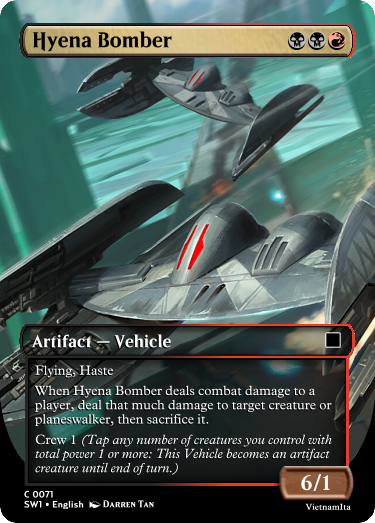 Hyena Bomber
Artifact — Vehicle
Flying, Haste
When Hyena Bomber deals combat damage to a
player, deal that much damage to target creature or
planeswalker, then sacrifice it.
Crew 1 (Tap any number of creatures you control with
total power 1 or more: This Vehicle becomes an artifact
creature until end of turn.)
6/1
C 0071
SW1 • English DARREN TAN
VietnamIta